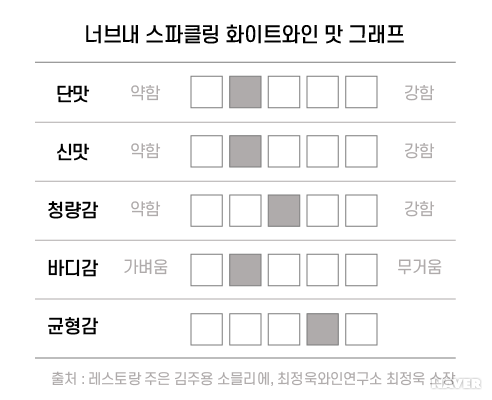 너브내 스파클링 화이트와인 맛 그래프
단맛 약함 강함
신맛 약함 강함
청량감 약함 강함
바디감 가벼움 무거움
균형감
출처 : 레스토랑 주은 김주용 소믈리에, 최정욱와인연구소 최정욱 소장
NAVER